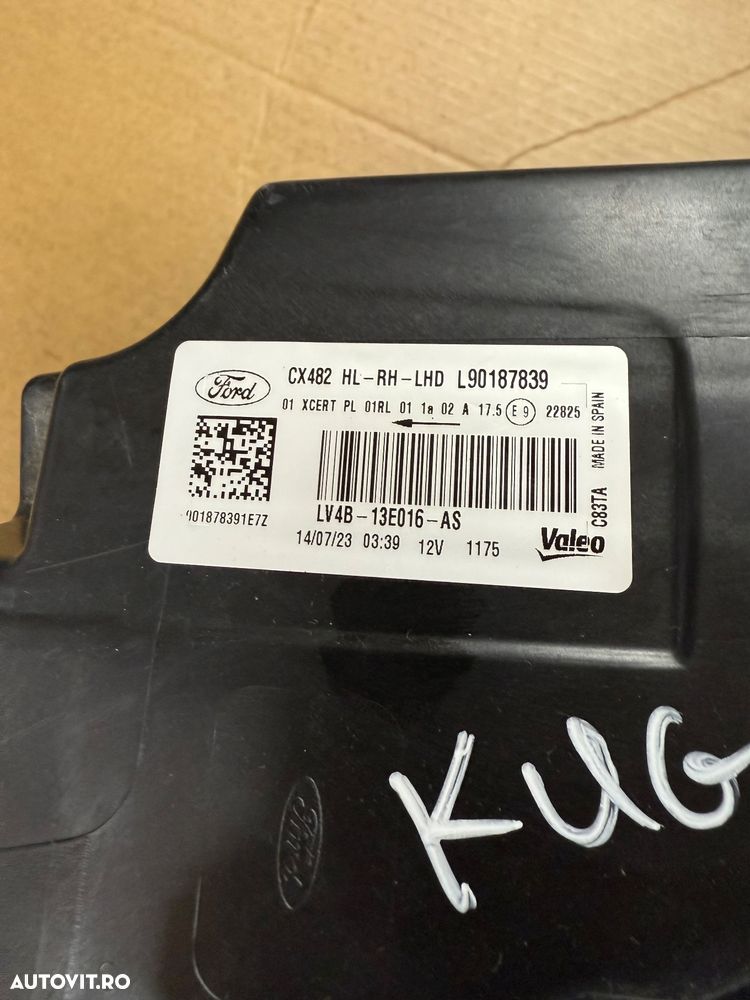 Ford
CX482 HL-RH-LHD L90187839
01 XCERT PL 01RL 01 1a 02 A 17.5 E9 22825
901878391E7Z
LV4B-13E016-AS
14/07/23 03:39 12V 1175
Valeo
C83TA MADE IN SPAIN
Ford
KUG
AUTOVIT.RO